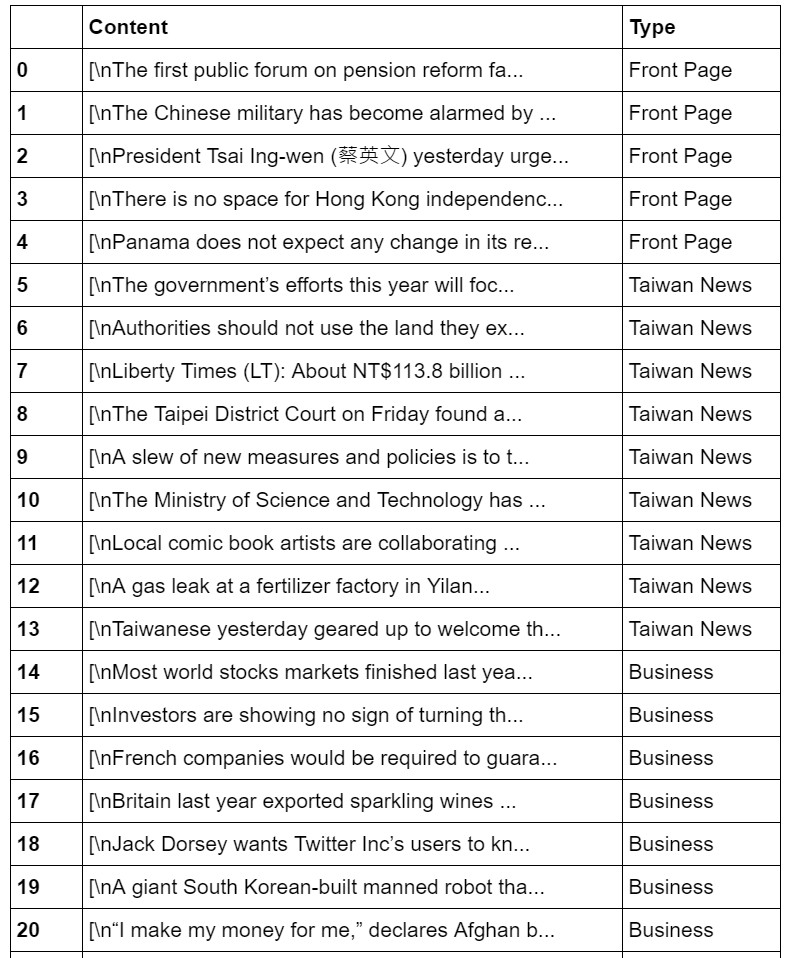 Content Type
0 [\nThe first public forum on pension reform fa... Front Page
1 [\nThe Chinese military has become alarmed by ... Front Page
2 [\nPresident Tsai Ing-wen (蔡英文) yesterday urge... Front Page
3 [\nThere is no space for Hong Kong independenc... Front Page
4 [\nPanama does not expect any change in its re... Front Page
5 [\nThe government’s efforts this year will foc... Taiwan News
6 [\nAuthorities should not use the land they ex... Taiwan News
7 [\nLiberty Times (LT): About NT$113.8 billion ... Taiwan News
8 [\nThe Taipei District Court on Friday found a... Taiwan News
9 [\nA slew of new measures and policies is to t... Taiwan News
10 [\nThe Ministry of Science and Technology has ... Taiwan News
11 [\nLocal comic book artists are collaborating ... Taiwan News
12 [\nA gas leak at a fertilizer factory in Yilan... Taiwan News
13 [\nTaiwanese yesterday geared up to welcome th... Taiwan News
14 [\nMost world stocks markets finished last yea... Business
15 [\nInvestors are showing no sign of turning th... Business
16 [\nFrench companies would be required to guara... Business
17 [\nBritain last year exported sparkling wines ... Business
18 [\nJack Dorsey wants Twitter Inc’s users to kn... Business
19 [\nA giant South Korean-built manned robot tha... Business
20 [\n“I make my money for me,” declares Afghan b... Business